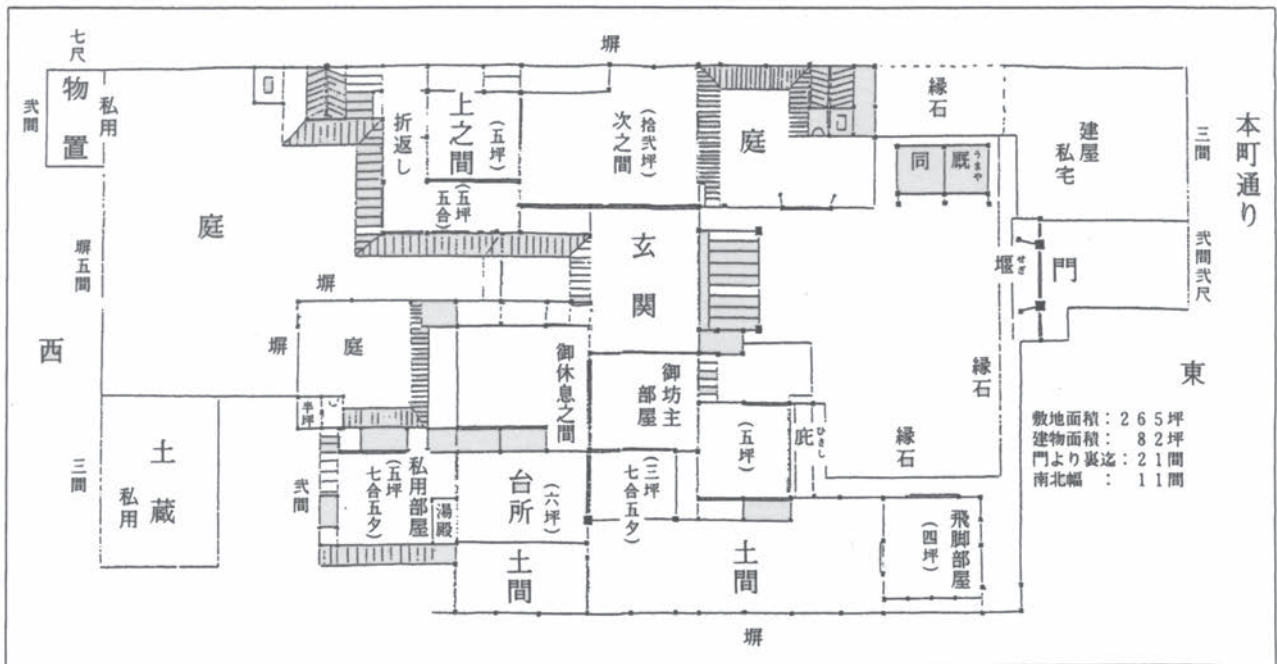 本町通り
東
三間
弐間弐尺
建屋
私宅
門
堰
せぎ
縁石
厩
うまや
同
縁石
縁石
敷地面積：265坪
建物面積： 82坪
門より裏迄：21間
南北幅 ： 11間
塀
庭
次之間
(拾弐坪)
上之間
(五坪)
(五坪
五合)
折返し
玄関
御坊主
部屋
(五坪)
庇
ひさし
(三坪
七合五夕)
飛脚部屋
(四坪)
土間
塀
御休息之間
台所
(六坪)
土間
湯殿
私用部屋
(五坪
七合五夕)
弐間
半坪
庭
塀
塀
庭
七尺
物置
私用
弐間
塀五間
西
土蔵
私用
三間